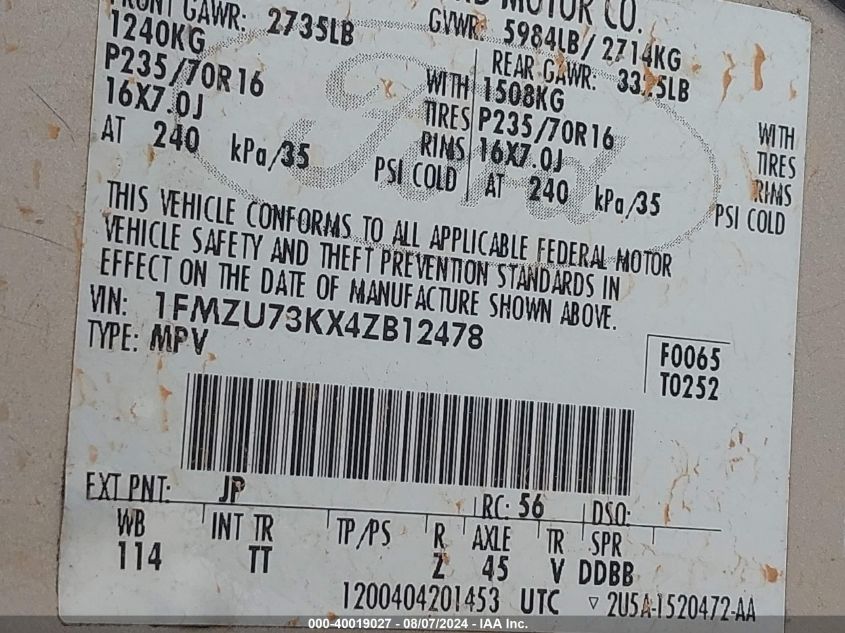 FRONT GAWR: 2735LB
1240KG
P235/70R16
16X7.0J
AT 240 kPa/35
WITH
TIRES
RIMS
PSI COLD
MOTOR CO.
GVWR: 5984LB/ 2714KG
REAR GAWR:
1508KG
P235/70R16
16X7.0J
AT 240 kPa/35
WITH
TIRES
RIMS
PSI COLD
Ford
THIS VEHICLE CONFORMS TO ALL APPLICABLE FEDERAL MOTOR
VEHICLE SAFETY AND THEFT PREVENTION STANDARDS IN
EFFECT ON THE DATE OF MANUFACTURE SHOWN ABOVE.
VIN: 1FMZU73KX4ZB12478
TYPE: MPV
F0065
T0252
EXT PNT: JP RC: 56 DSO:
WB INT TR TP/PS R AXLE TR SPR
114 TT Z 45 V DDBB
1200404201453 UTC ▿ 2U5A-1520472-AA
000-40019027 - 08/07/2024 - IAA Inc.